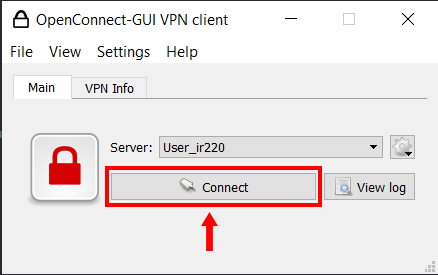 OpenConnect-GUI VPN client
File View Settings Help
Main VPN Info
Server: User_ir220
Connect View log